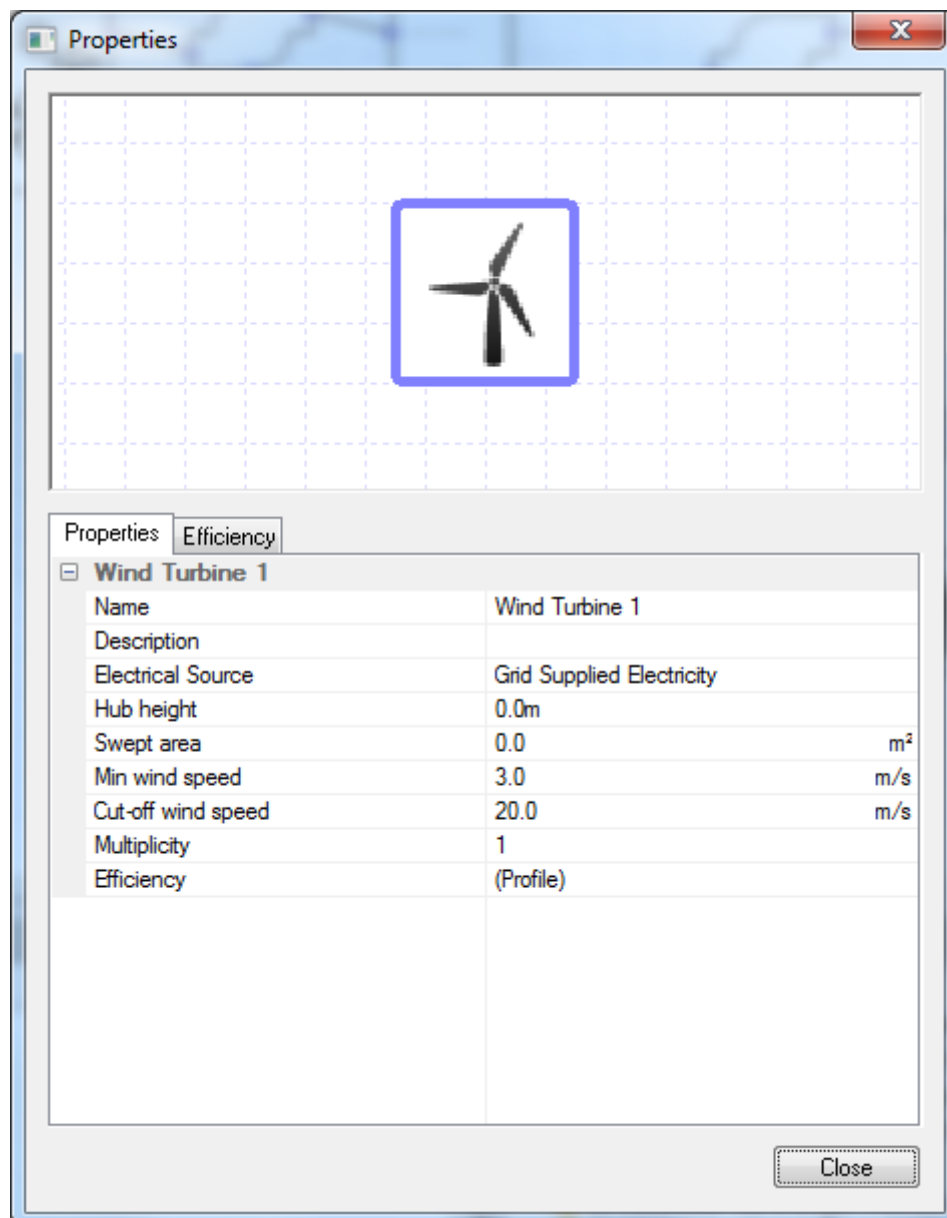 Properties
Properties Efficiency
Wind Turbine 1
Name Wind Turbine 1
Description
Electrical Source Grid Supplied Electricity
Hub height 0.0m
Swept area 0.0 m²
Min wind speed 3.0 m/s
Cut-off wind speed 20.0 m/s
Multiplicity 1
Efficiency (Profile)
Close